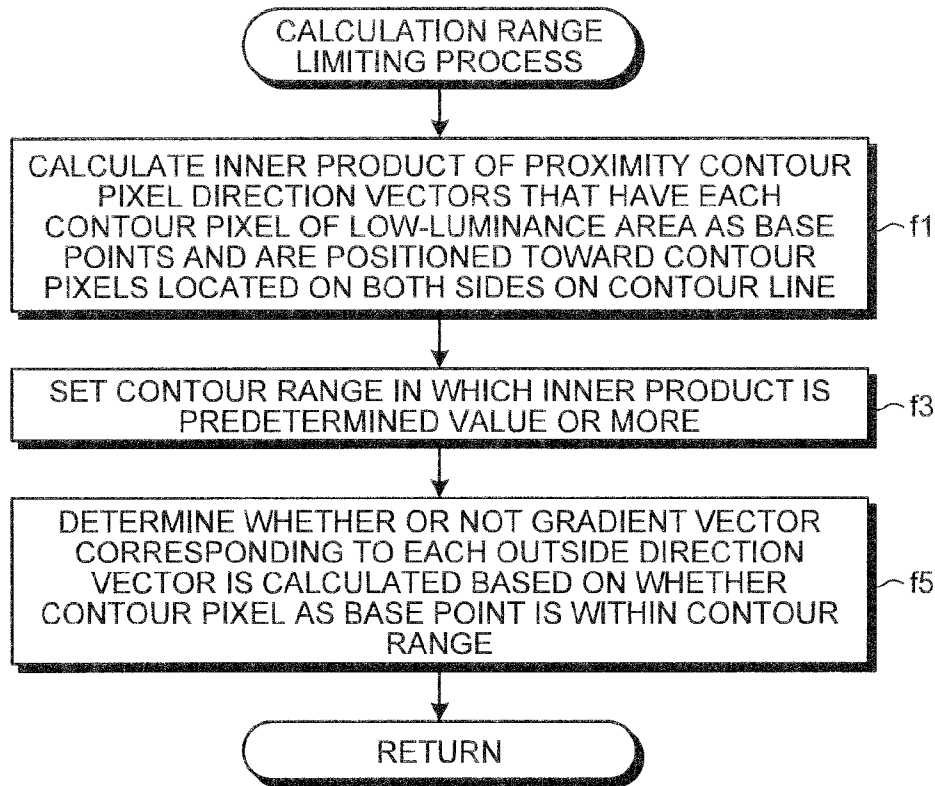 CALCULATION RANGE
LIMITING PROCESS
CALCULATE INNER PRODUCT OF PROXIMITY CONTOUR
PIXEL DIRECTION VECTORS THAT HAVE EACH
CONTOUR PIXEL OF LOW-LUMINANCE AREA AS BASE
POINTS AND ARE POSITIONED TOWARD CONTOUR
PIXELS LOCATED ON BOTH SIDES ON CONTOUR LINE
f1
SET CONTOUR RANGE IN WHICH INNER PRODUCT IS
PREDETERMINED VALUE OR MORE
f3
DETERMINE WHETHER OR NOT GRADIENT VECTOR
CORRESPONDING TO EACH OUTSIDE DIRECTION
VECTOR IS CALCULATED BASED ON WHETHER
CONTOUR PIXEL AS BASE POINT IS WITHIN CONTOUR
RANGE
f5
RETURN